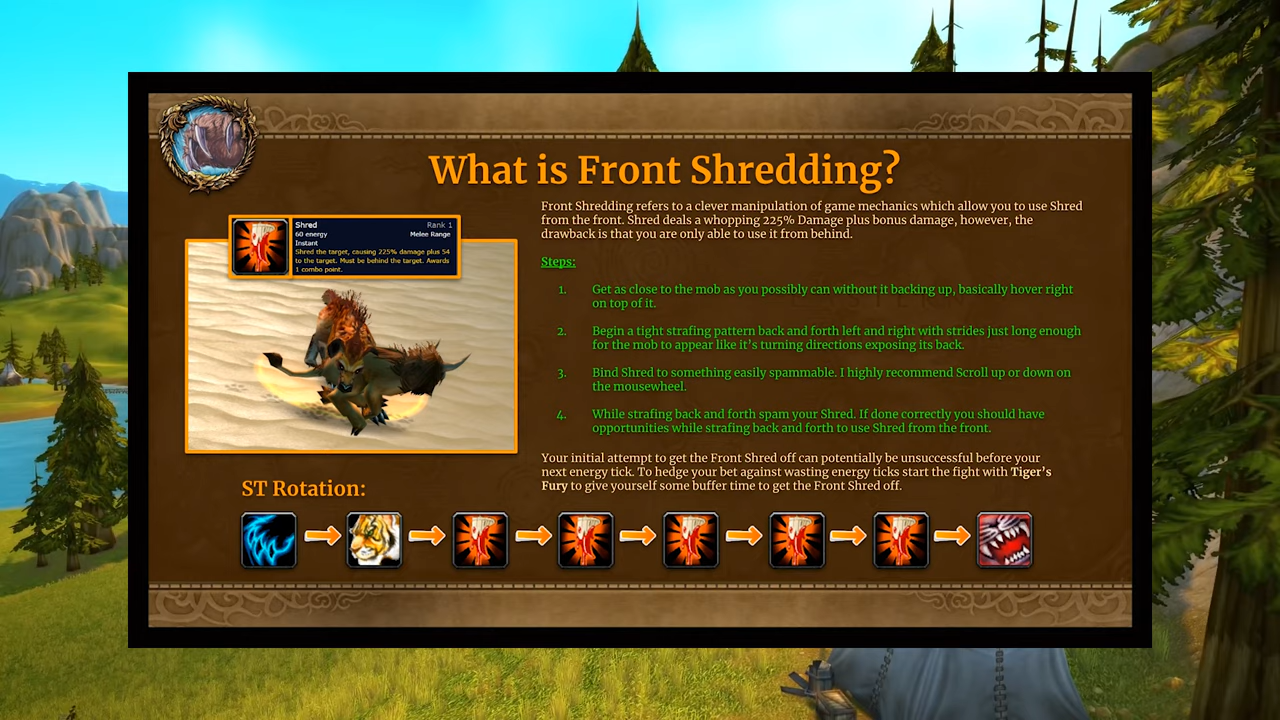 What is Front Shredding?
Shred Rank 1
60 energy Melee Range
Instant
Shred the target, causing 225% damage plus 54
to the target. Must be behind the target. Awards
1 combo point.
Front Shredding refers to a clever manipulation of game mechanics which allow you to use Shred
from the front. Shred deals a whopping 225% Damage plus bonus damage, however, the
drawback is that you are only able to use it from behind.
Steps:
1. Get as close to the mob as you possibly can without it backing up, basically hover right
on top of it.
2. Begin a tight strafing pattern back and forth left and right with strides just long enough
for the mob to appear like it's turning directions exposing its back.
3. Bind Shred to something easily spammable. I highly recommend Scroll up or down on
the mousewheel.
4. While strafing back and forth spam your Shred. If done correctly you should have
opportunities while strafing back and forth to use Shred from the front.
Your initial attempt to get the Front Shred off can potentially be unsuccessful before your
next energy tick. To hedge your bet against wasting energy ticks start the fight with Tiger's
Fury to give yourself some buffer time to get the Front Shred off.
ST Rotation: